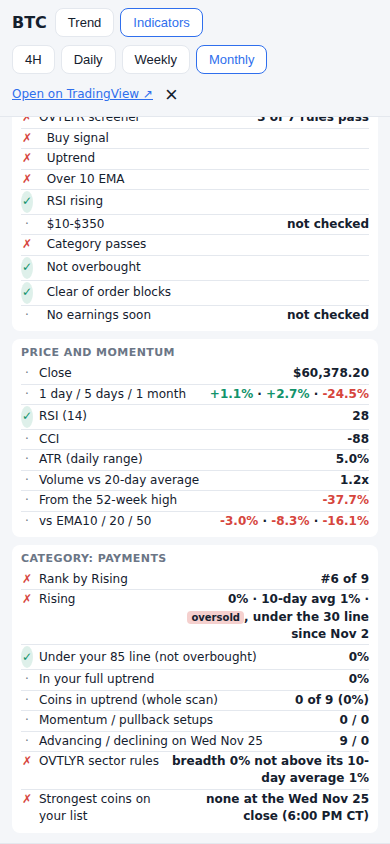 BTC Trend Indicators
4H Daily Weekly Monthly
Open on TradingView ↗ ✕
✗ OVTLYR screener 3 of 7 rules pass
✗ Buy signal
✗ Uptrend
✗ Over 10 EMA
✓ RSI rising
· $10-$350 not checked
✗ Category passes
✓ Not overbought
✓ Clear of order blocks
· No earnings soon not checked
PRICE AND MOMENTUM
· Close $60,378.20
· 1 day / 5 days / 1 month +1.1% · +2.7% · -24.5%
✓ RSI (14) 28
· CCI -88
· ATR (daily range) 5.0%
· Volume vs 20-day average 1.2x
· From the 52-week high -37.7%
· vs EMA10 / 20 / 50 -3.0% · -8.3% · -16.1%
CATEGORY: PAYMENTS
✗ Rank by Rising #6 of 9
✗ Rising 0% · 10-day avg 1% ·
oversold, under the 30 line
since Nov 2
✓ Under your 85 line (not overbought) 0%
· In your full uptrend 0%
· Coins in uptrend (whole scan) 0 of 9 (0%)
· Momentum / pullback setups 0 / 0
· Advancing / declining on Wed Nov 25 9 / 0
✗ OVTLYR sector rules breadth 0% not above its 10-
day average 1%
✗ Strongest coins on your list none at the Wed Nov 25
close (6:00 PM CT)